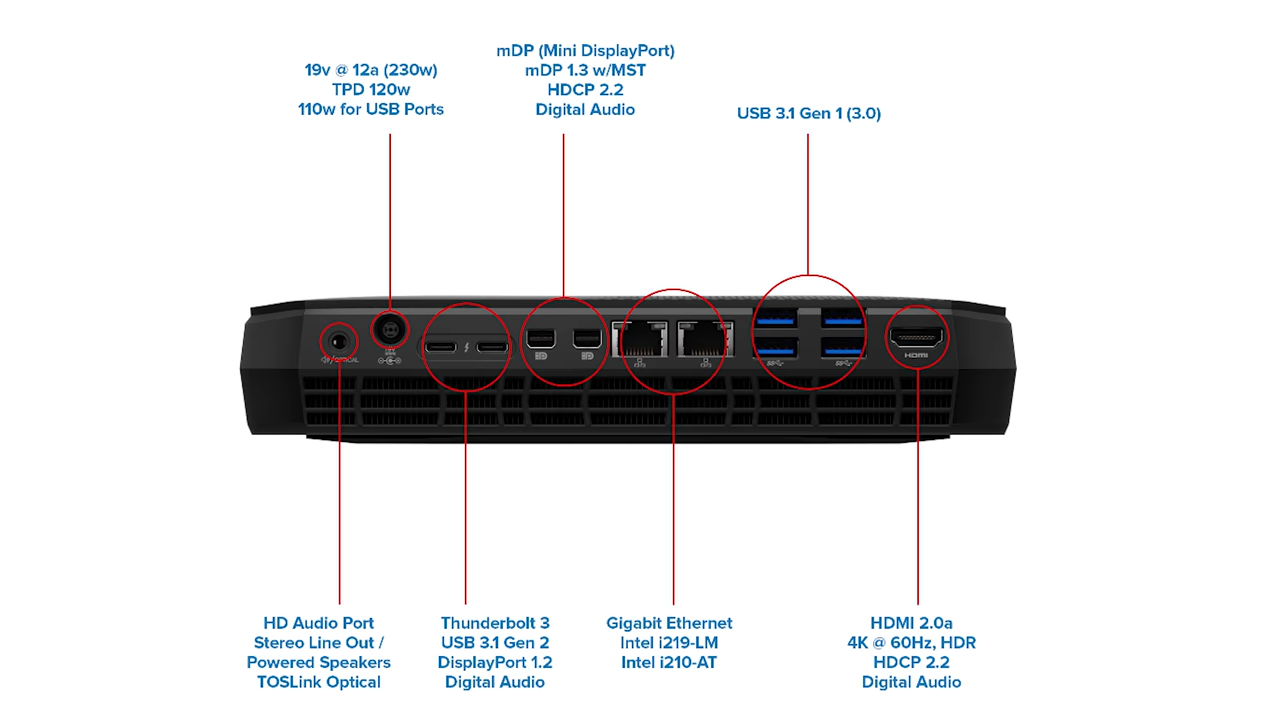 19v @ 12a (230w)
TPD 120w
110w for USB Ports
mDP (Mini DisplayPort)
mDP 1.3 w/MST
HDCP 2.2
Digital Audio
USB 3.1 Gen 1 (3.0)
/OPTICAL
HDMI
HD Audio Port
Stereo Line Out /
Powered Speakers
TOSLink Optical
Thunderbolt 3
USB 3.1 Gen 2
DisplayPort 1.2
Digital Audio
Gigabit Ethernet
Intel i219-LM
Intel i210-AT
HDMI 2.0a
4K @ 60Hz, HDR
HDCP 2.2
Digital Audio